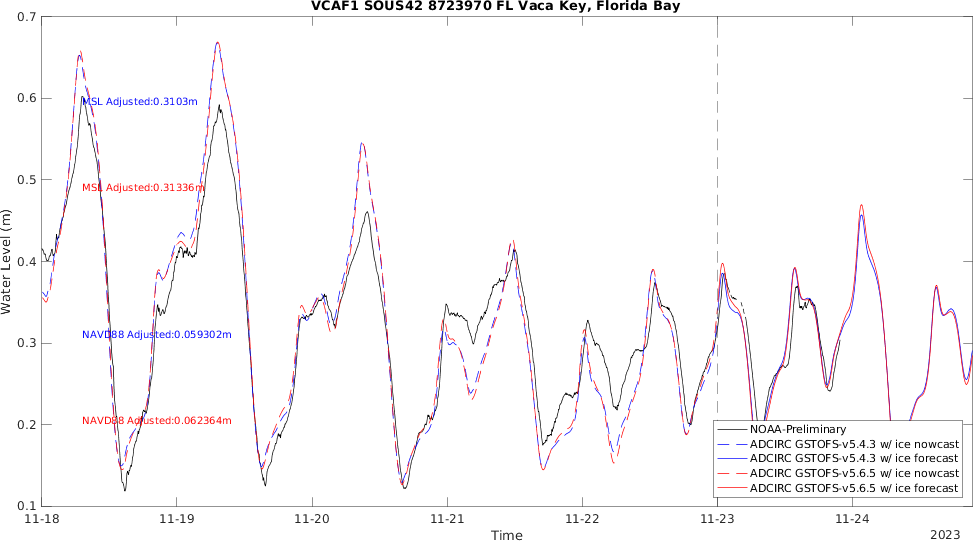 VCAF1 SOUS42 8723970 FL Vaca Key, Florida Bay
0.7
0.6
0.5
0.4
0.3
0.2
0.1
Water Level (m)
MSL Adjusted:0.3103m
MSL Adjusted:0.31336m
NAVD88 Adjusted:0.059302m
NAVD88 Adjusted:0.062364m
NOAA-Preliminary
ADCIRC GSTOFS-v5.4.3 w/ ice nowcast
ADCIRC GSTOFS-v5.4.3 w/ ice forecast
ADCIRC GSTOFS-v5.6.5 w/ ice nowcast
ADCIRC GSTOFS-v5.6.5 w/ ice forecast
11-18 11-19 11-20 11-21 11-22 11-23 11-24
Time
2023